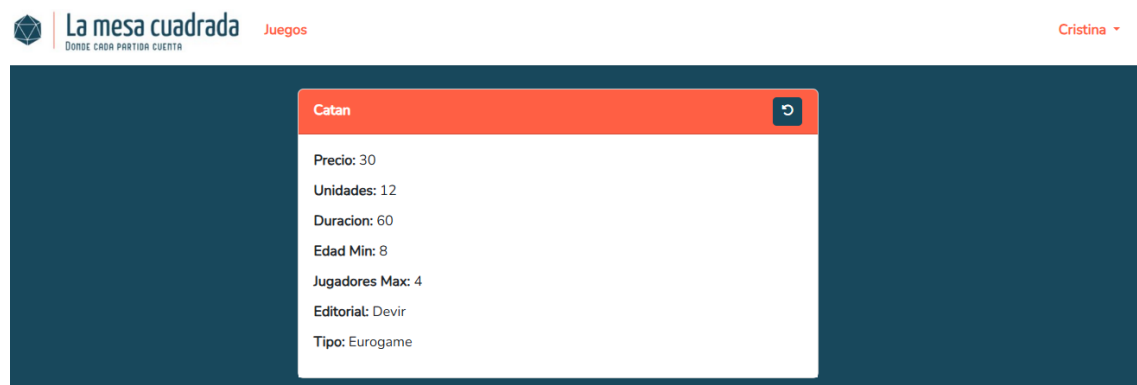 La mesa cuadrada
DONDE CADA PARTIDA CUENTA
Juegos
Cristina
Catan
Precio: 30
Unidades: 12
Duracion: 60
Edad Min: 8
Jugadores Max: 4
Editorial: Devir
Tipo: Eurogame